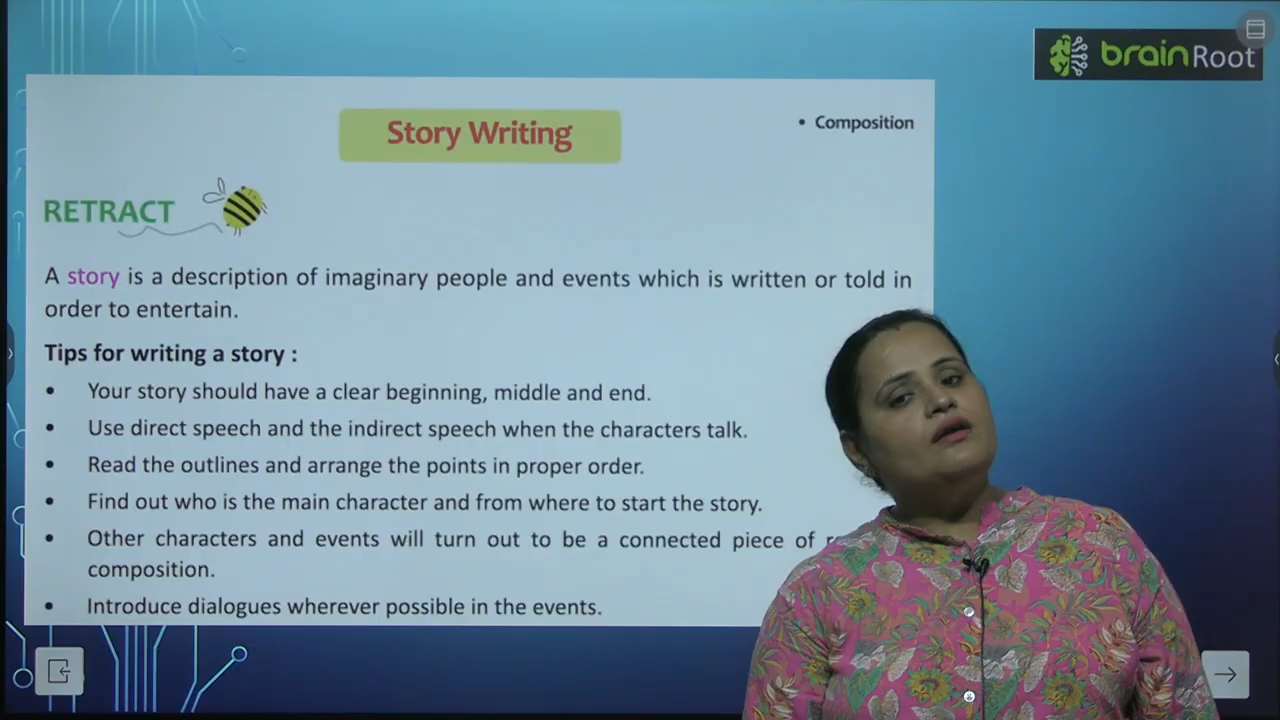 brainRoot
Story Writing
• Composition
RETRACT
A story is a description of imaginary people and events which is written or told in
order to entertain.
Tips for writing a story :
• Your story should have a clear beginning, middle and end.
• Use direct speech and the indirect speech when the characters talk.
• Read the outlines and arrange the points in proper order.
• Find out who is the main character and from where to start the story.
• Other characters and events will turn out to be a connected piece of
composition.
• Introduce dialogues wherever possible in the events.